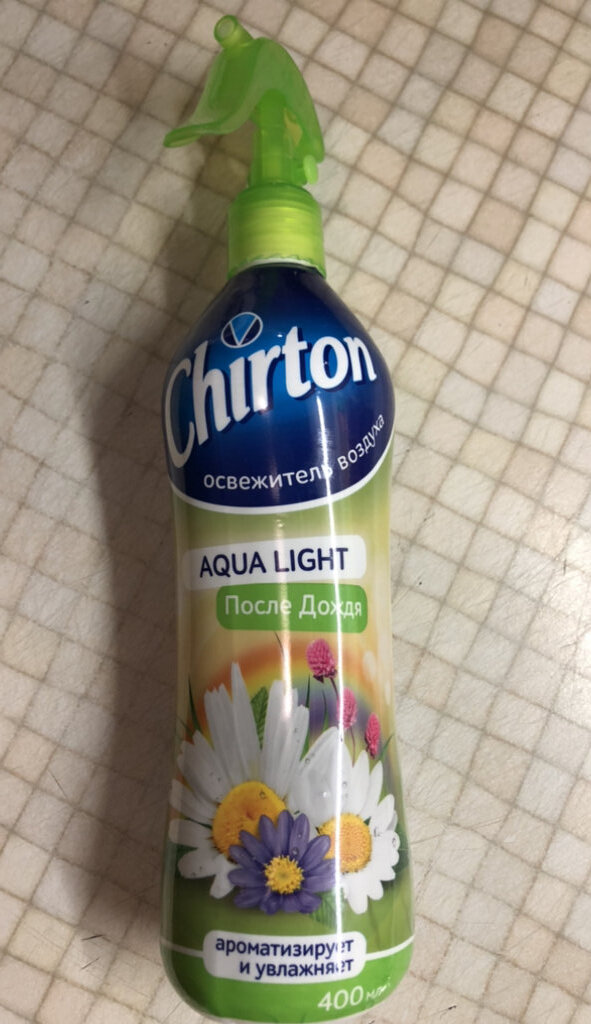 Chirton
освежитель воздуха
AQUA LIGHT
После Дождя
ароматизирует
и увлажняет
400 мл